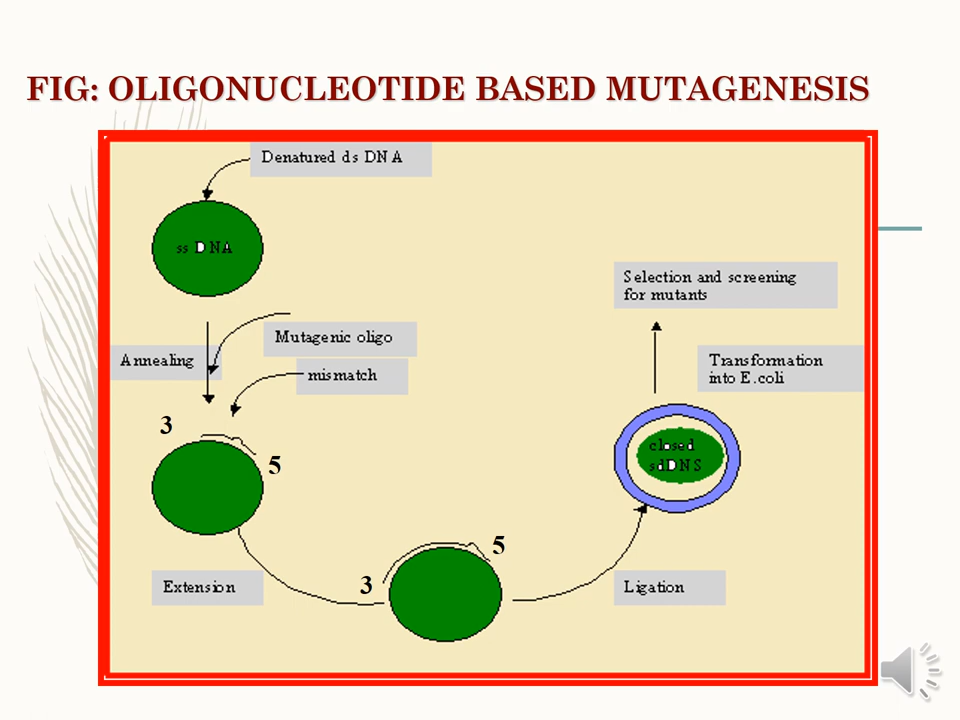 FIG: OLIGONUCLEOTIDE BASED MUTAGENESIS
Denatured ds DNA
ss DNA
Mutagenic oligo
Annealing
mismatch
3
5
Extension
3
5
Ligation
closed
sdDNS
Transformation
into E.coli
Selection and screening
for mutants